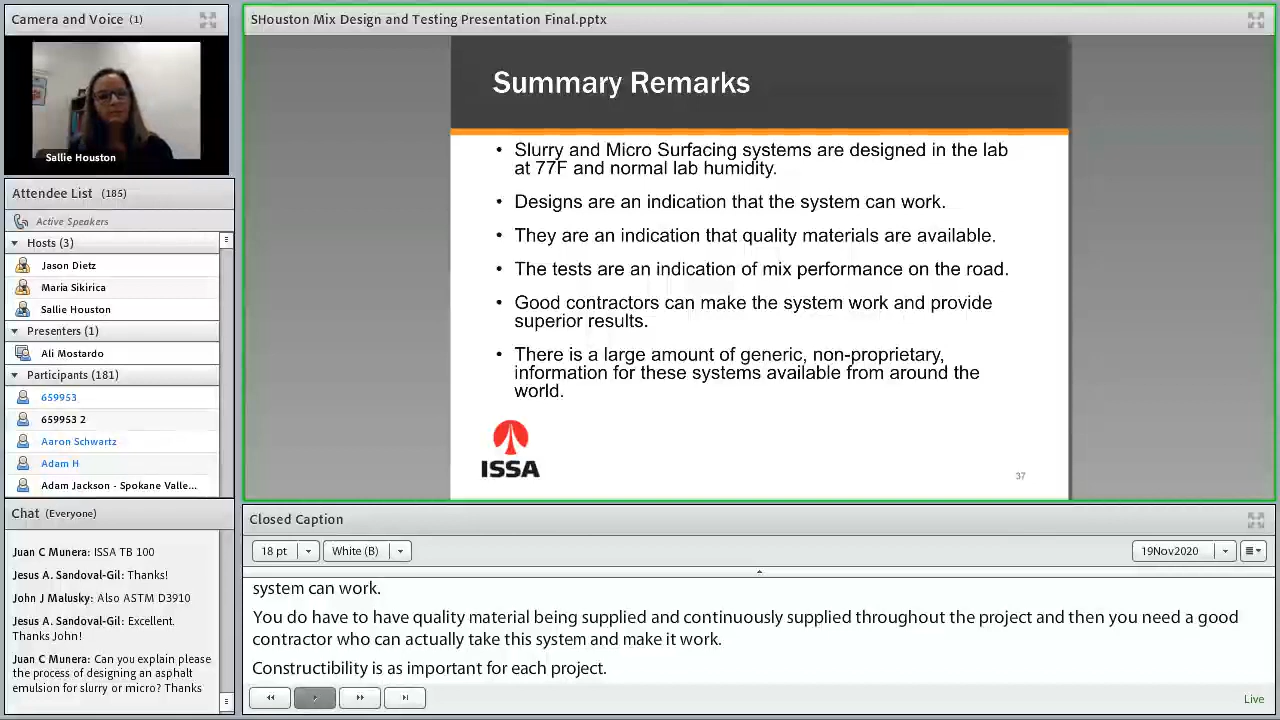 Camera and Voice (1)
Sallie Houston
Attendee List (185)
Active Speakers
Hosts (3)
Jason Dietz
Maria Sikirica
Sallie Houston
Presenters (1)
Ali Mostardo
Participants (181)
659953
659953 2
Aaron Schwartz
Adam H
Adam Jackson - Spokane Valle...
Chat (Everyone)
Juan C Munera: ISSA TB 100
Jesus A. Sandoval-Gil: Thanks!
John J Malusky: Also ASTM D3910
Jesus A. Sandoval-Gil: Excellent.
Thanks John!
Juan C Munera: Can you explain please
the process of designing an asphalt
emulsion for slurry or micro? Thanks
SHouston Mix Design and Testing Presentation Final.pptx
Summary Remarks
• Slurry and Micro Surfacing systems are designed in the lab
at 77F and normal lab humidity.
• Designs are an indication that the system can work.
• They are an indication that quality materials are available.
• The tests are an indication of mix performance on the road.
• Good contractors can make the system work and provide
superior results.
• There is a large amount of generic, non-proprietary,
information for these systems available from around the
world.
ISSA
37
Closed Caption
18 pt
White (B)
19Nov2020
system can work.
You do have to have quality material being supplied and continuously supplied throughout the project and then you need a good
contractor who can actually take this system and make it work.
Constructibility is as important for each project.
Live